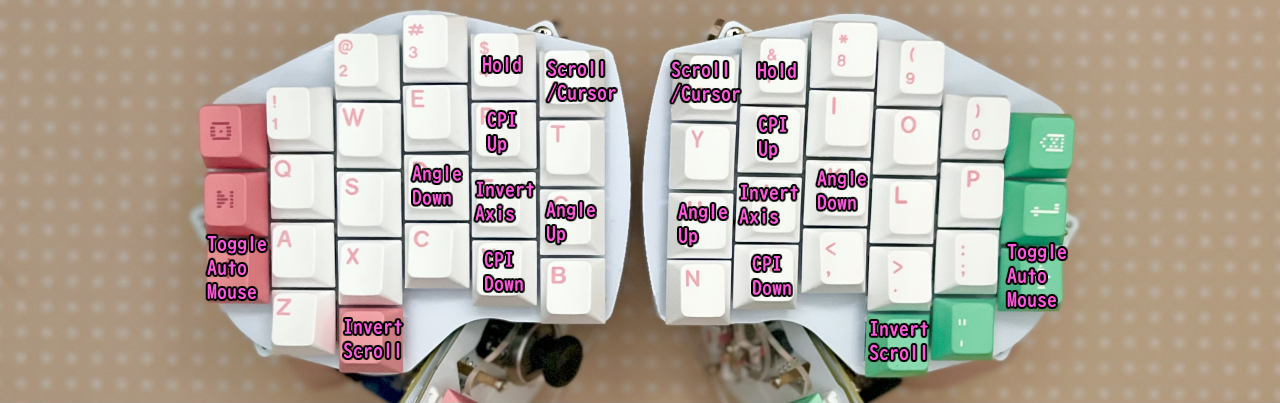 @
2
#
3
$
Hold
Scroll
/Cursor
!
1
W
E
CPI
Up
T
Q
S
Angle
Down
Invert
Axis
Angle
Up
Toggle
Auto
Mouse
A
X
C
CPI
Down
B
Z
Invert
Scroll
Scroll
/Cursor
&
Hold
*
8
(
9
)
0
Y
CPI
Up
I
O
P
Angle
Up
Invert
Axis
Angle
Down
L
:
;
Toggle
Auto
Mouse
N
CPI
Down
<
,
>
.
Invert
Scroll
"